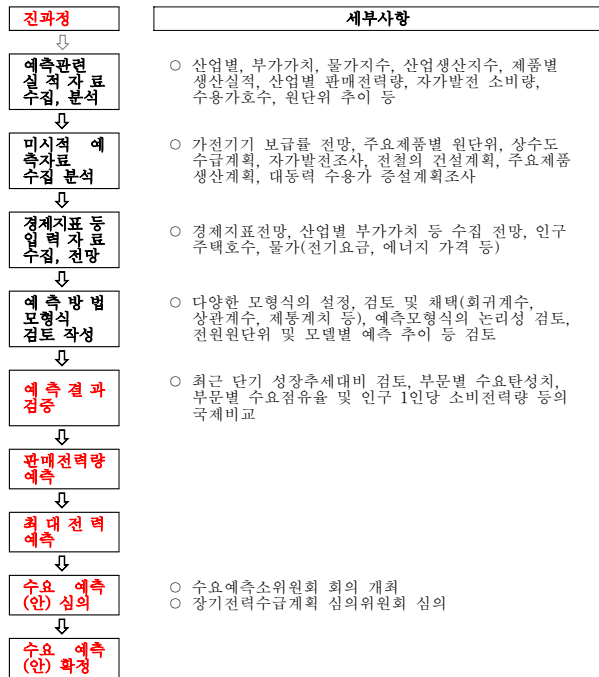 진과정
세부사항
예측관련
실 적 자 료
수집, 분석
○ 산업별, 부가가치, 물가지수, 산업생산지수, 제품별
생산실적, 산업별 판매전력량, 자가발전 소비량,
수용가호수, 원단위 추이 등
미시적 예
측자료
수집 분석
○ 가전기기 보급률 전망, 주요제품별 원단위, 상수도
수급계획, 자가발전조사, 전철의 건설계획, 주요제품
생산계획, 대동력 수용가 증설계획조사
경제지표 등
입 력 자 료
수집, 전망
○ 경제지표전망, 산업별 부가가치 등 수집 전망, 인구
주택호수, 물가(전기요금, 에너지 가격 등)
예 측 방 법
모형식
검토 작성
○ 다양한 모형식의 설정, 검토 및 채택(회귀계수,
상관계수, 제통계치 등), 예측모형식의 논리성 검토,
전원원단위 및 모델별 예측 추이 등 검토
예 측 결 과
검증
○ 최근 단기 성장추세대비 검토, 부문별 수요탄성치,
부문별 수요점유율 및 인구 1인당 소비전력량 등의
국제비교
판매전력량
예측
최 대 전 력
예측
수요 예측
(안) 심의
○ 수요예측소위원회 회의 개최
○ 장기전력수급계획 심의위원회 심의
수요 예측
(안) 확정